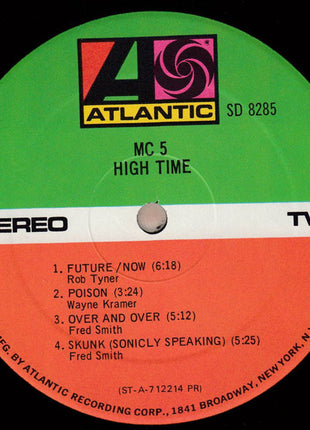 ATLANTIC SD 8285
MC 5
HIGH TIME
EREO TW
1. FUTURE/NOW (6:18)
Rob Tyner
2. POISON (3:24)
Wayne Kramer
3. OVER AND OVER (5:12)
Fred Smith
4. SKUNK (SONICLY SPEAKING) (5:25)
Fred Smith
(ST-A-712214 PR)
MFG. BY ATLANTIC RECORDING CORP., 1841 BROADWAY, NEW YORK, N.